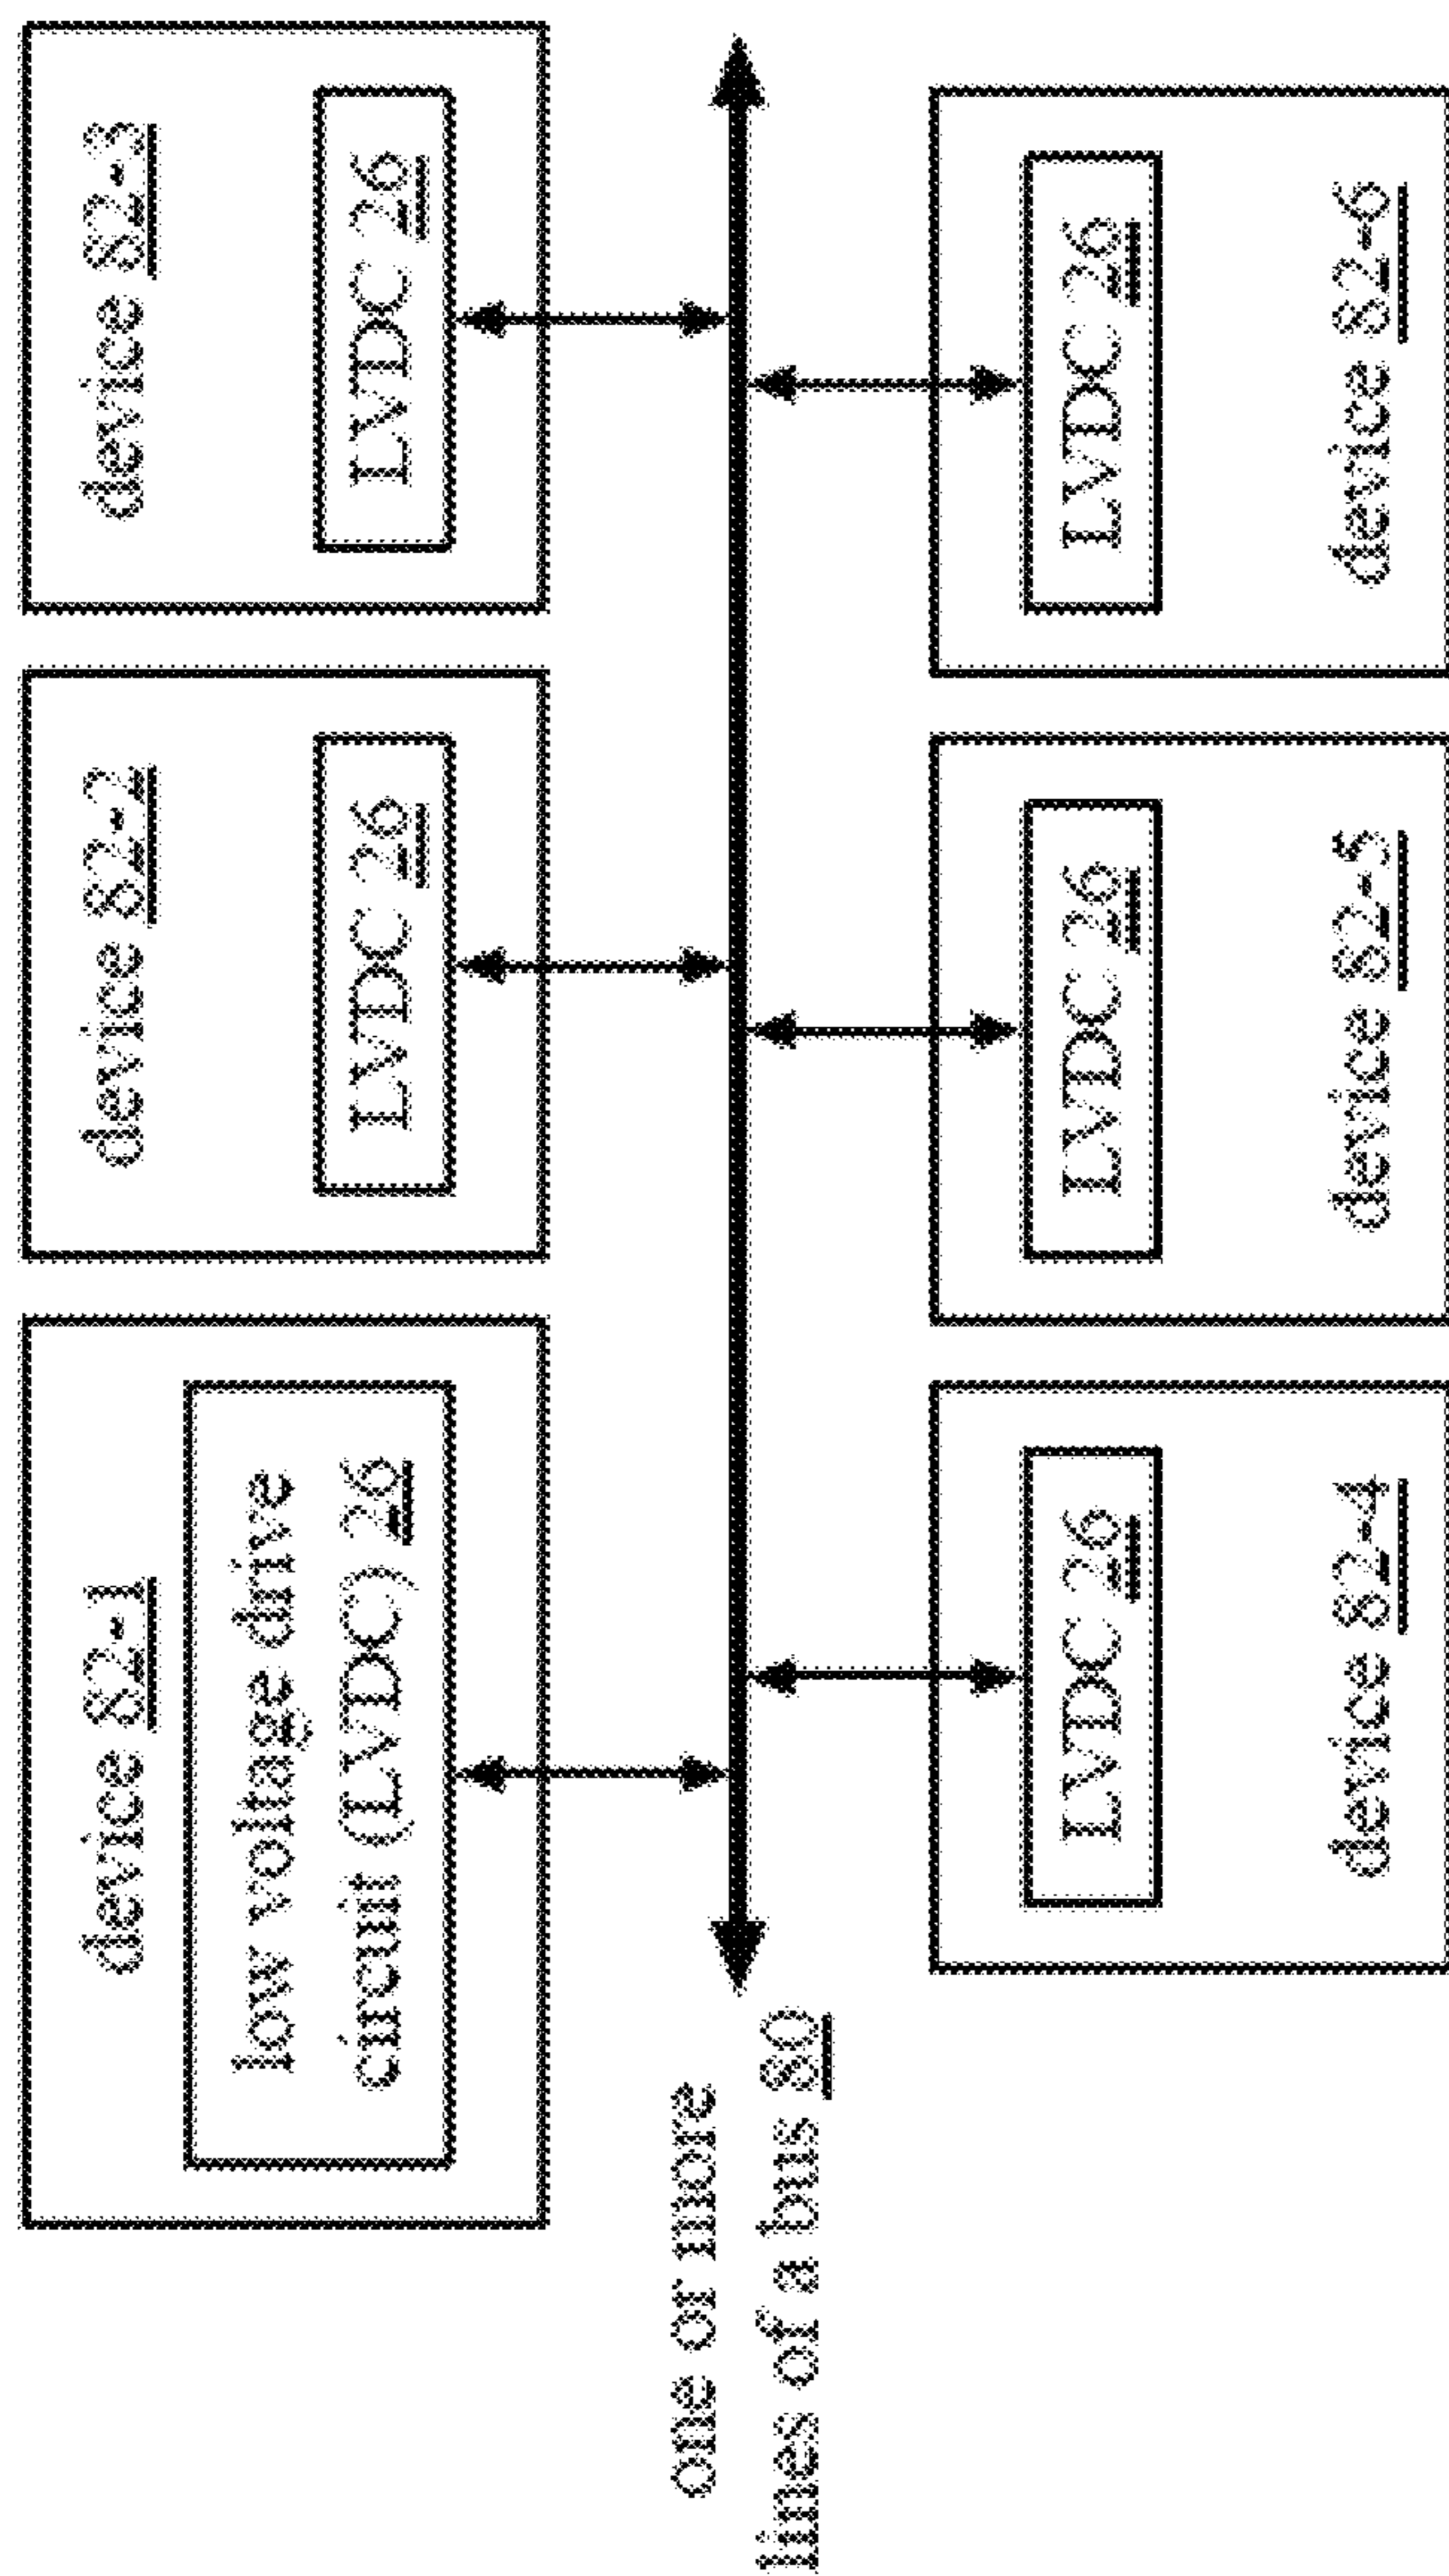 device 82-1
low voltage drive
circuit (LVDC) 26
device 82-2
LVDC 26
device 82-3
LVDC 26
one or more
lines of a bus 80
LVDC 26
device 82-4
LVDC 26
device 82-5
LVDC 26
device 82-6